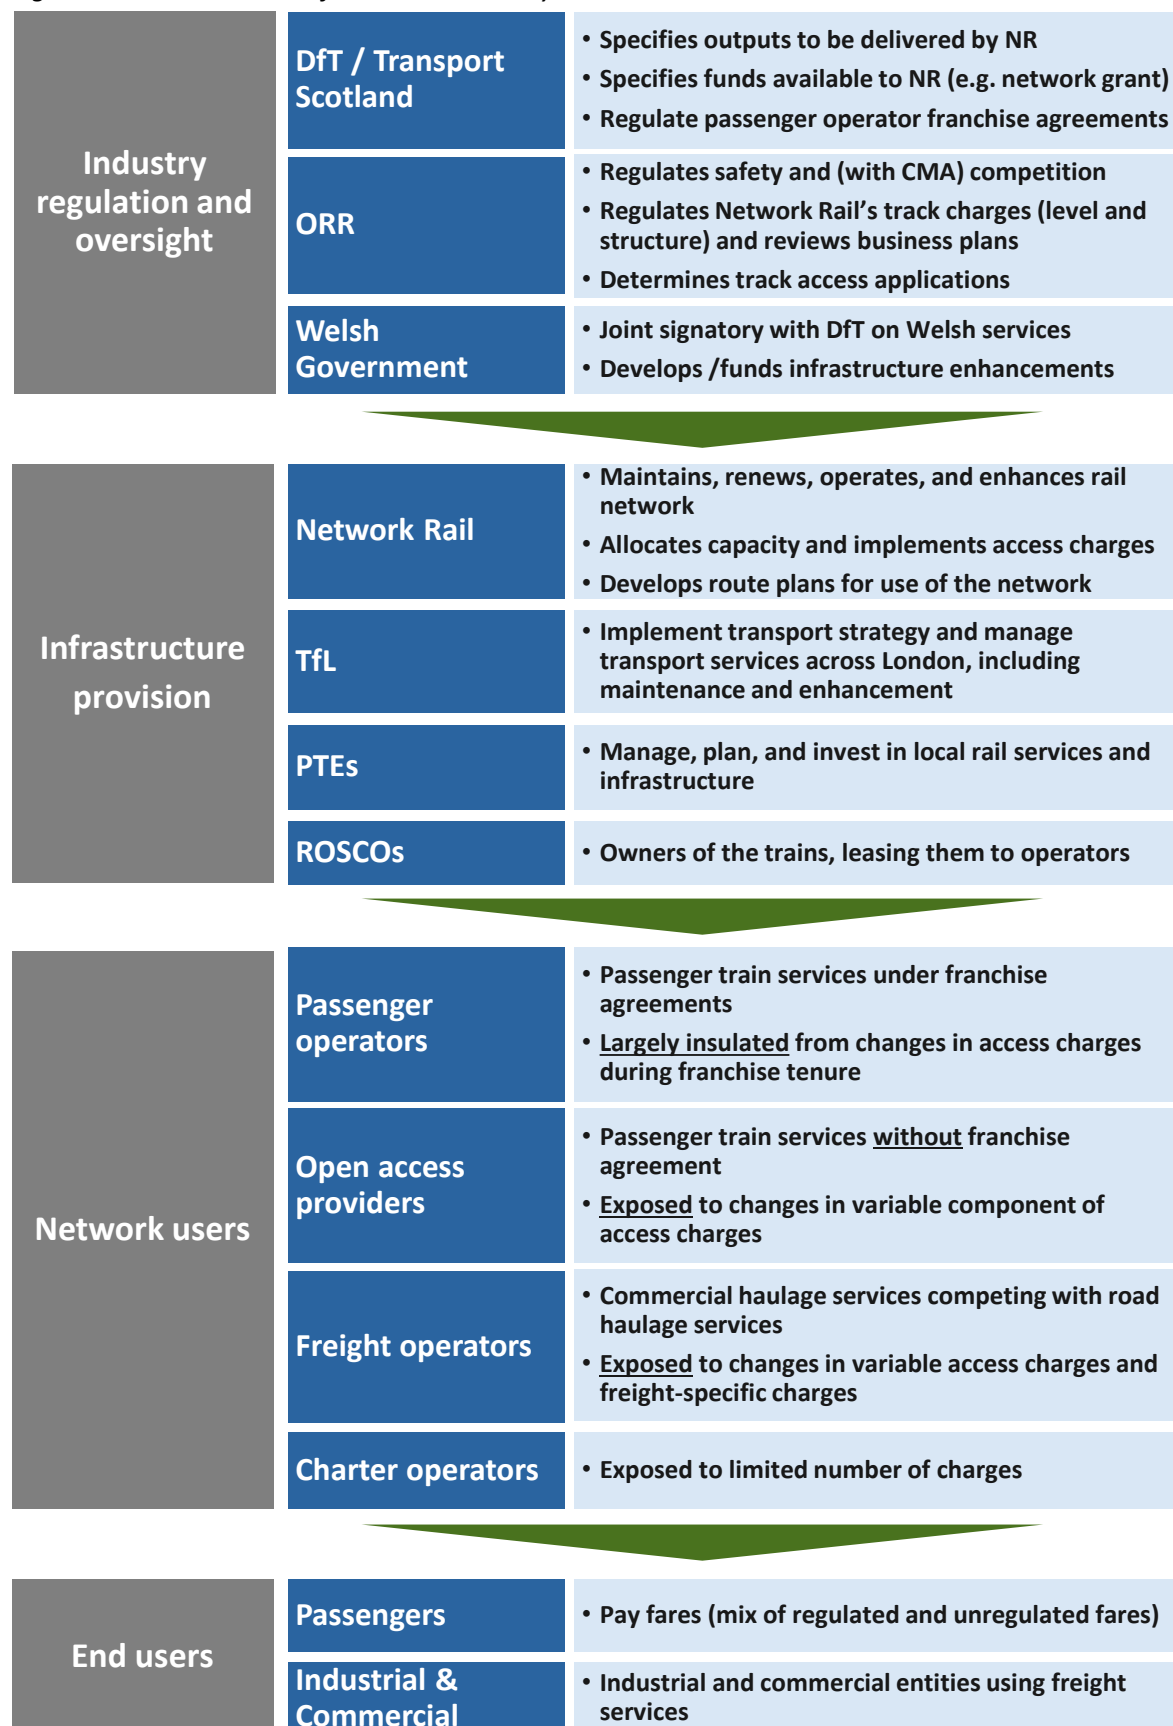 Industry
regulation and
oversight
DfT / Transport
Scotland
• Specifies outputs to be delivered by NR
• Specifies funds available to NR (e.g. network grant)
• Regulate passenger operator franchise agreements
ORR
• Regulates safety and (with CMA) competition
• Regulates Network Rail’s track charges (level and
structure) and reviews business plans
• Determines track access applications
Welsh
Government
• Joint signatory with DfT on Welsh services
• Develops /funds infrastructure enhancements
Infrastructure
provision
Network Rail
• Maintains, renews, operates, and enhances rail
network
• Allocates capacity and implements access charges
• Develops route plans for use of the network
TfL
• Implement transport strategy and manage
transport services across London, including
maintenance and enhancement
PTEs
• Manage, plan, and invest in local rail services and
infrastructure
ROSCOs
• Owners of the trains, leasing them to operators
Network users
Passenger
operators
• Passenger train services under franchise
agreements
• Largely insulated from changes in access charges
during franchise tenure
Open access
providers
• Passenger train services without franchise
agreement
• Exposed to changes in variable component of
access charges
Freight operators
• Commercial haulage services competing with road
haulage services
• Exposed to changes in variable access charges and
freight-specific charges
Charter operators
• Exposed to limited number of charges
End users
Passengers
• Pay fares (mix of regulated and unregulated fares)
Industrial &
Commercial
• Industrial and commercial entities using freight
services